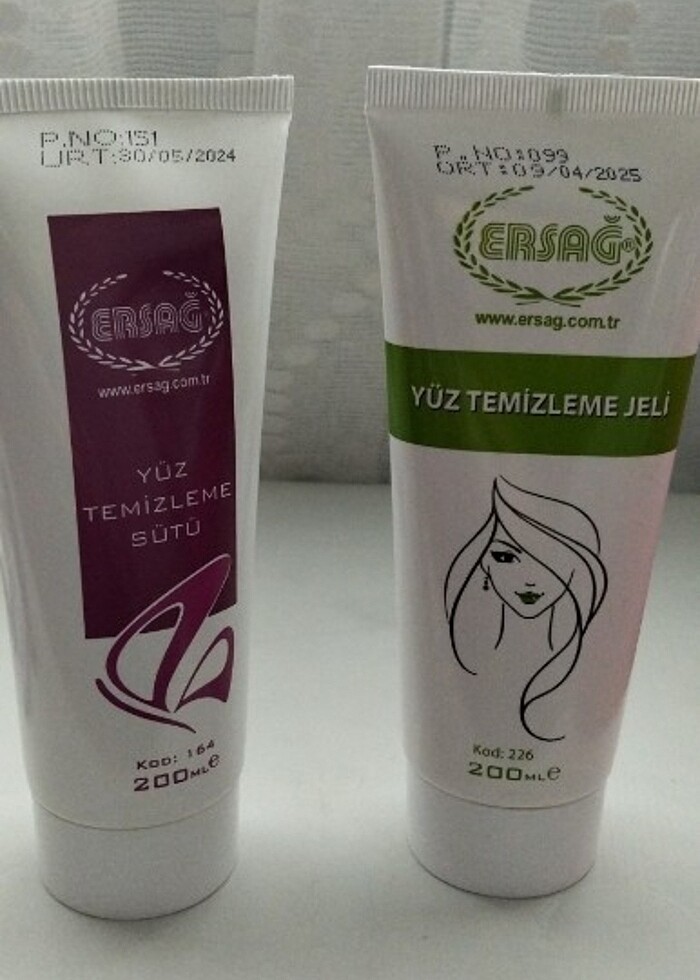 P.NO:151
ÜRT:30/05/2024
ERSAĞ
www.ersag.com.tr
YÜZ
TEMİZLEME
SÜTÜ
Kod: 164
200ML℮
P.NO:099
ÜRT:09/04/2025
ERSAĞ®
www.ersag.com.tr
YÜZ TEMİZLEME JELİ
Kod: 226
200ML℮